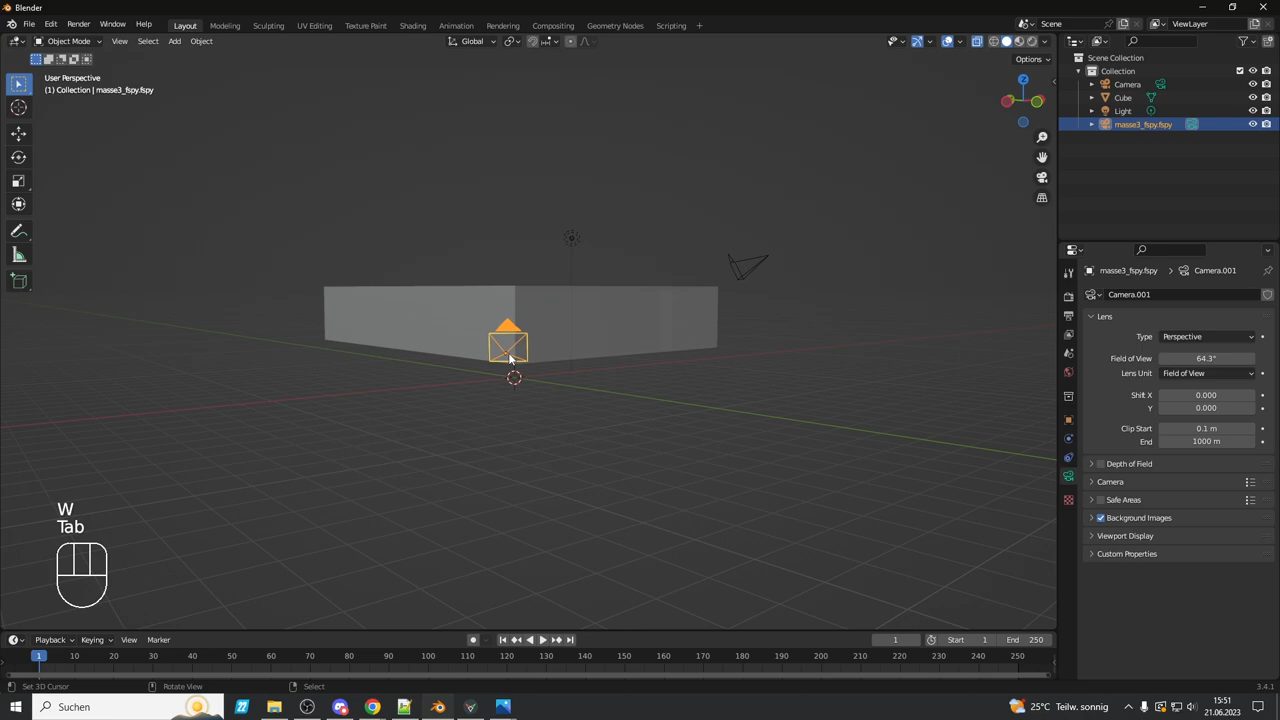 Blender
File Edit Render Window Help Layout Modeling Sculpting UV Editing Texture Paint Shading Animation Rendering Compositing Geometry Nodes Scripting + Scene ViewLayer
Object Mode View Select Add Object Global
Options
User Perspective
(1) Collection | masse3_fspy.fspy
Z
Scene Collection
Collection
Camera
Cube
Light
masse3_fspy.fspy
masse3_fspy.fspy > Camera.001
Camera.001
Lens
Type Perspective
Field of View 64.3°
Lens Unit Field of View
Shift X 0.000
Y 0.000
Clip Start 0.1 m
End 1000 m
Depth of Field
Camera
Safe Areas
Background Images
Viewport Display
Custom Properties
W
Tab
Playback Keying View Marker 1 Start 1 End 250
1 10 20 30 40 50 60 70 80 90 100 110 120 130 140 150 160 170 180 190 200 210 220 230 240 250
Set 3D Cursor Rotate View Select 3.4.1
Suchen 25°C Teilw. sonnig 15:51
21.06.2023